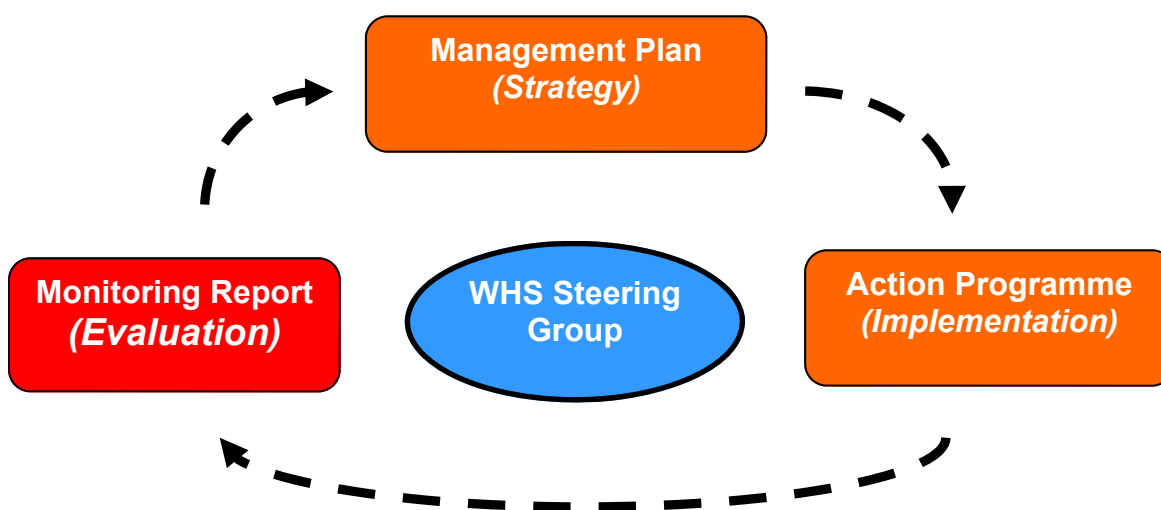 Management Plan
(Strategy)
Monitoring Report
(Evaluation)
WHS Steering
Group
Action Programme
(Implementation)